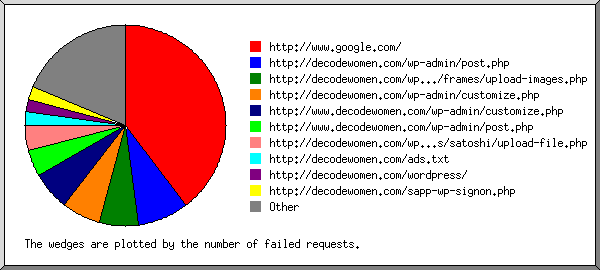 http://www.google.com/
http://decodewomen.com/wp-admin/post.php
http://decodewomen.com/wp.../frames/upload-images.php
http://decodewomen.com/wp-admin/customize.php
http://www.decodewomen.com/wp-admin/customize.php
http://www.decodewomen.com/wp-admin/post.php
http://decodewomen.com/wp...s/satoshi/upload-file.php
http://decodewomen.com/ads.txt
http://decodewomen.com/wordpress/
http://decodewomen.com/sapp-wp-signon.php
Other
The wedges are plotted by the number of failed requests.